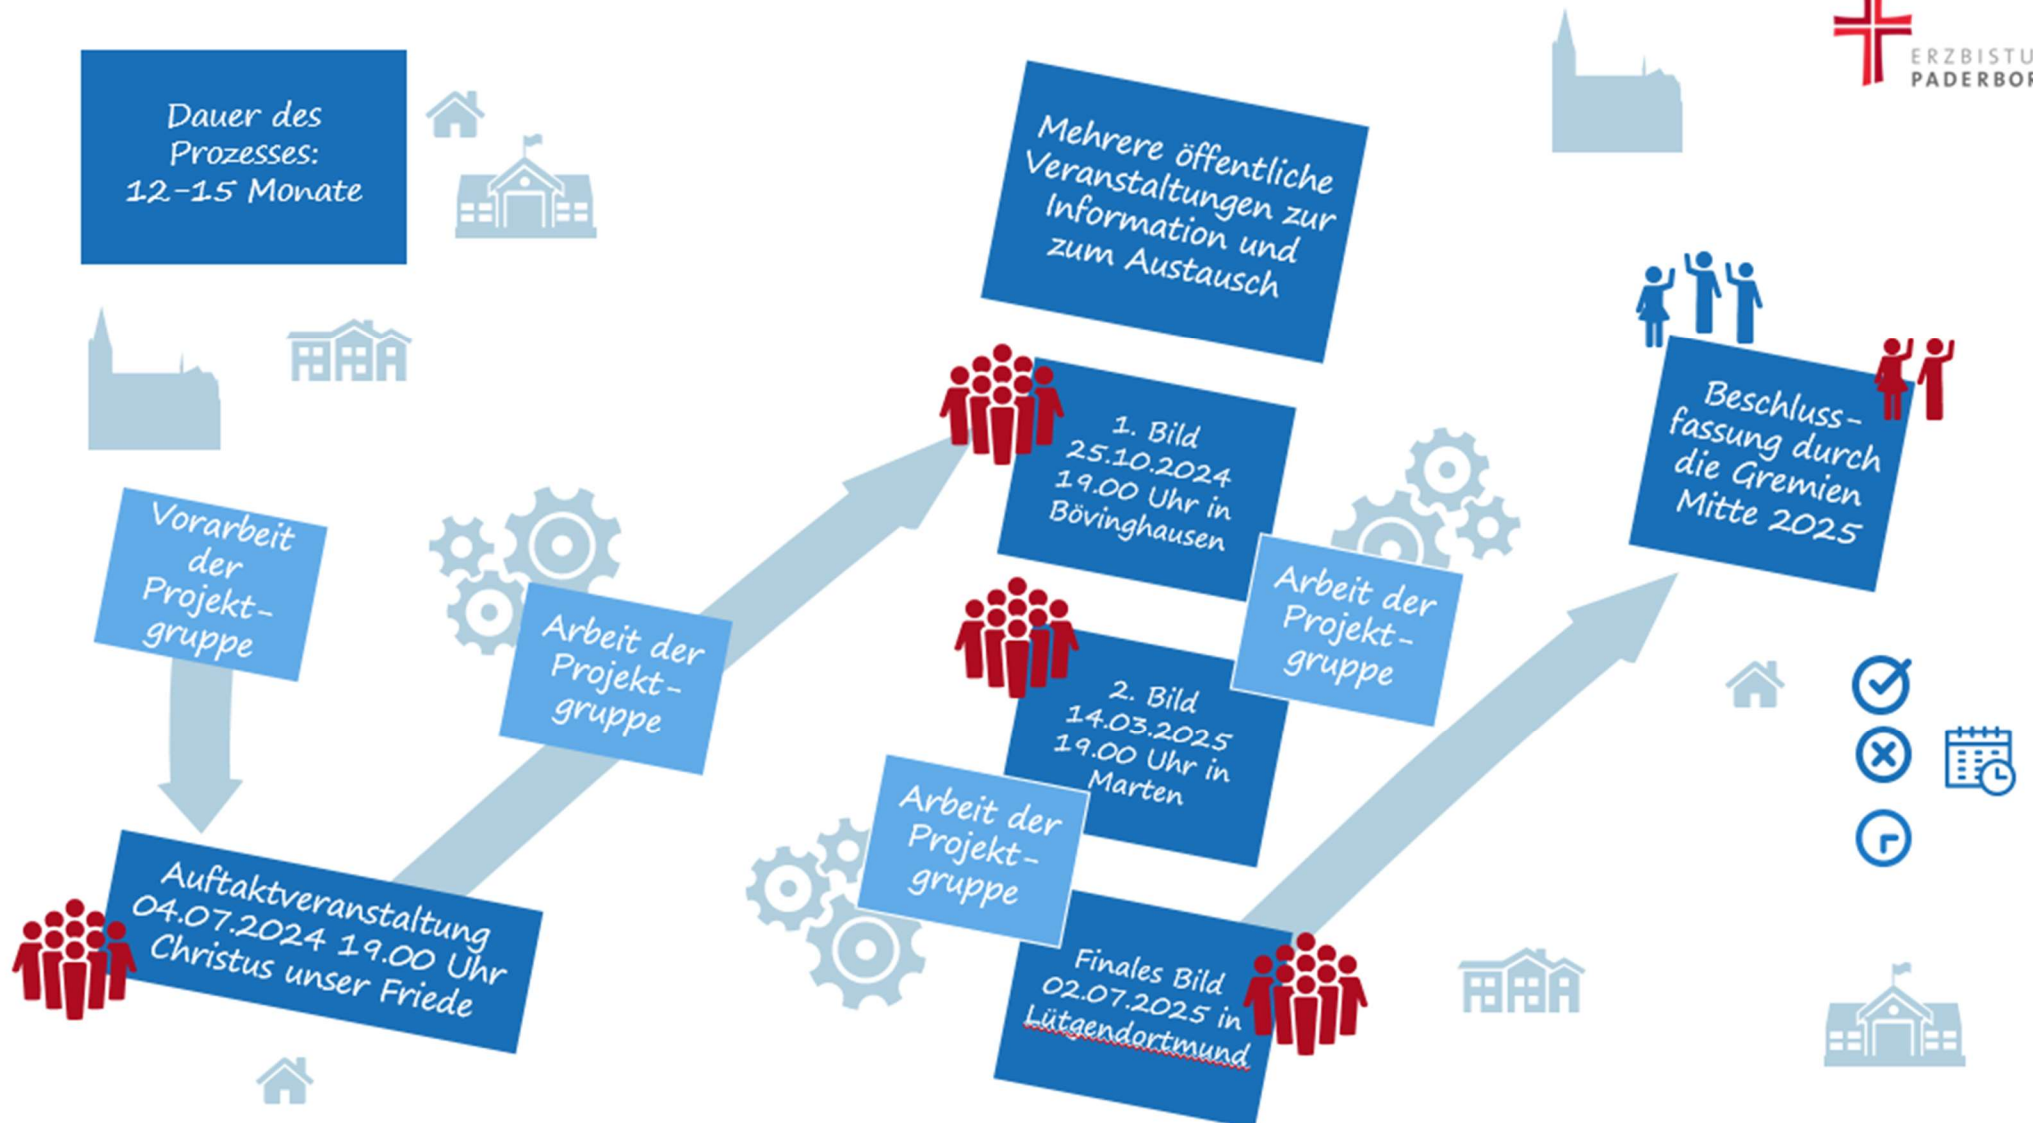 Dauer des
Prozesses:
12-15 Monate
ERZBISTU
PADERBOR
Mehrere öffentliche
Veranstaltungen zur
Information und
zum Austausch
Vorarbeit
der
Projekt-
gruppe
Auftaktveranstaltung
04.07.2024 19.00 Uhr
Christus unser Friede
Arbeit der
Projekt-
gruppe
1. Bild
25.10.2024
19.00 Uhr in
Bövinghausen
Arbeit der
Projekt-
gruppe
2. Bild
14.03.2025
19.00 Uhr in
Marten
Arbeit der
Projekt-
gruppe
Finales Bild
02.07.2025 in
Lütgendortmund
Beschluss-
fassung durch
die Gremien
Mitte 2025